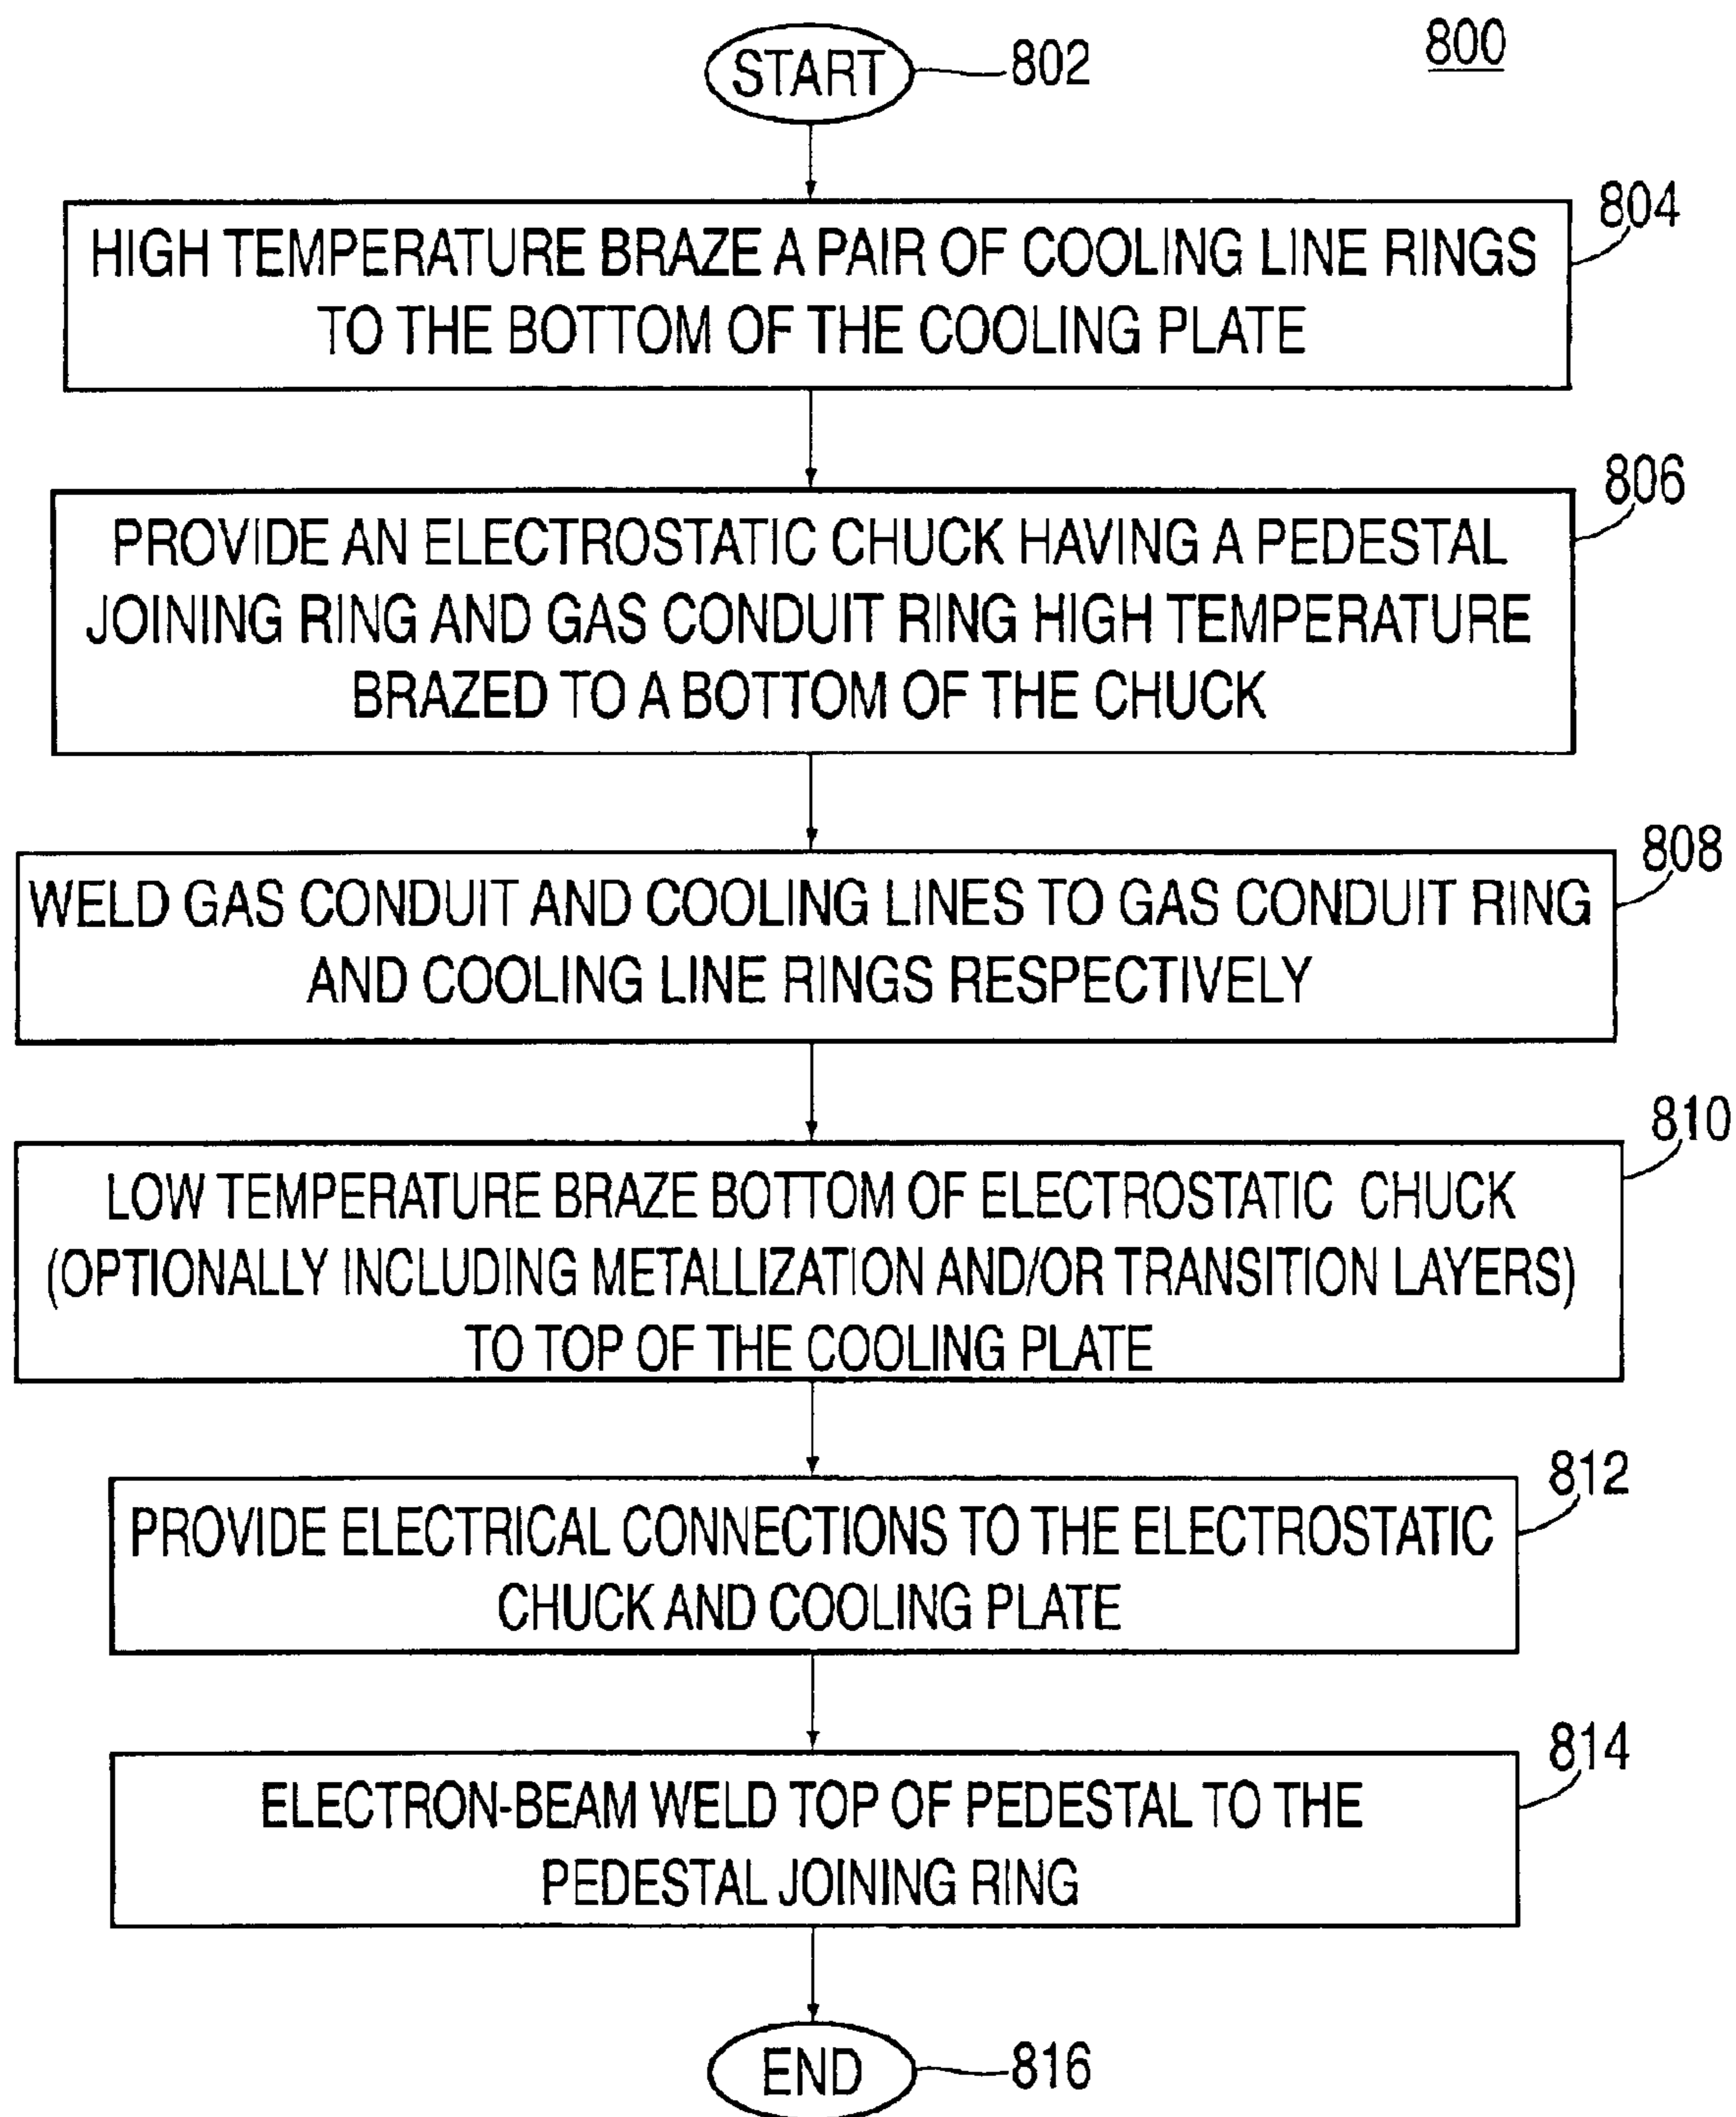 800
START
802
804
HIGH TEMPERATURE BRAZE A PAIR OF COOLING LINE RINGS
TO THE BOTTOM OF THE COOLING PLATE
806
PROVIDE AN ELECTROSTATIC CHUCK HAVING A PEDESTAL
JOINING RING AND GAS CONDUIT RING HIGH TEMPERATURE
BRAZED TO A BOTTOM OF THE CHUCK
808
WELD GAS CONDUIT AND COOLING LINES TO GAS CONDUIT RING
AND COOLING LINE RINGS RESPECTIVELY
810
LOW TEMPERATURE BRAZE BOTTOM OF ELECTROSTATIC CHUCK
(OPTIONALLY INCLUDING METALLIZATION AND/OR TRANSITION LAYERS)
TO TOP OF THE COOLING PLATE
812
PROVIDE ELECTRICAL CONNECTIONS TO THE ELECTROSTATIC
CHUCK AND COOLING PLATE
814
ELECTRON-BEAM WELD TOP OF PEDESTAL TO THE
PEDESTAL JOINING RING
END
816